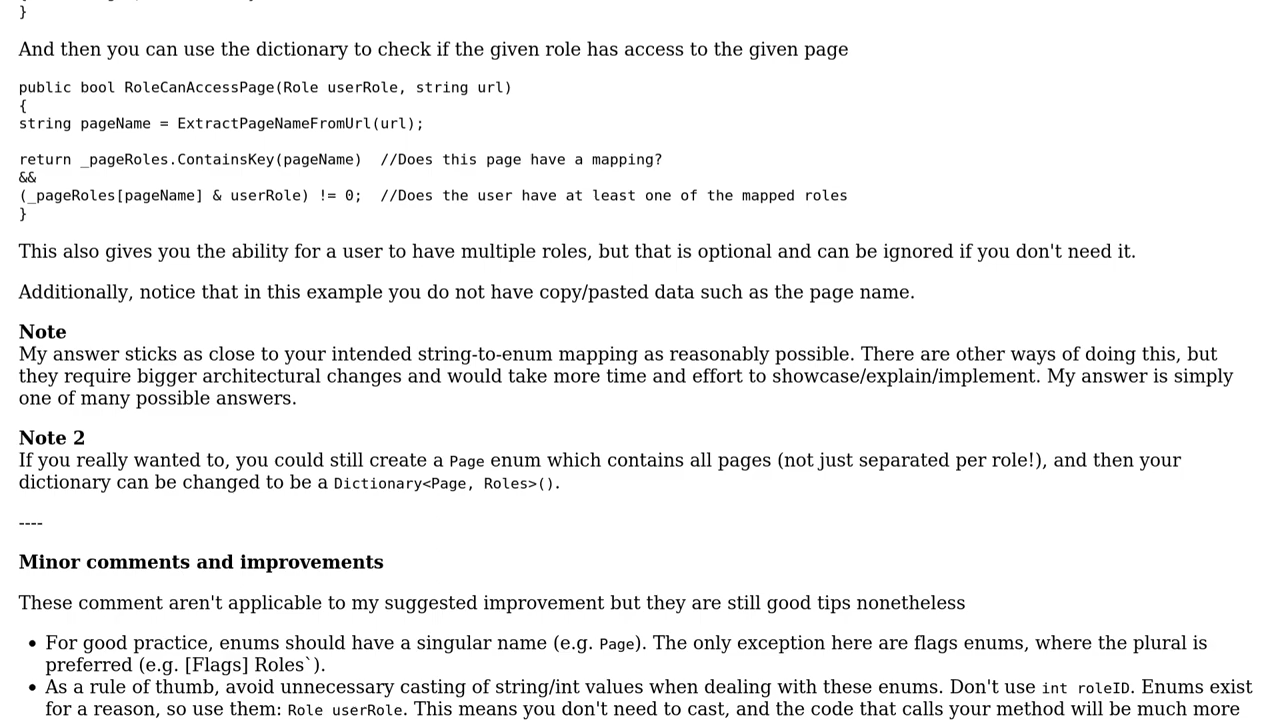 }
And then you can use the dictionary to check if the given role has access to the given page
public bool RoleCanAccessPage(Role userRole, string url)
{
string pageName = ExtractPageNameFromUrl(url);
return _pageRoles.ContainsKey(pageName)  //Does this page have a mapping?
&&
(_pageRoles[pageName] & userRole) != 0;  //Does the user have at least one of the mapped roles
}
This also gives you the ability for a user to have multiple roles, but that is optional and can be ignored if you don't need it.
Additionally, notice that in this example you do not have copy/pasted data such as the page name.
Note
My answer sticks as close to your intended string-to-enum mapping as reasonably possible. There are other ways of doing this, but
they require bigger architectural changes and would take more time and effort to showcase/explain/implement. My answer is simply
one of many possible answers.
Note 2
If you really wanted to, you could still create a Page enum which contains all pages (not just separated per role!), and then your
dictionary can be changed to be a Dictionary<Page, Roles>().
----
Minor comments and improvements
These comment aren't applicable to my suggested improvement but they are still good tips nonetheless
• For good practice, enums should have a singular name (e.g. Page). The only exception here are flags enums, where the plural is
preferred (e.g. [Flags] Roles`).
• As a rule of thumb, avoid unnecessary casting of string/int values when dealing with these enums. Don't use int roleID. Enums exist
for a reason, so use them: Role userRole. This means you don't need to cast, and the code that calls your method will be much more